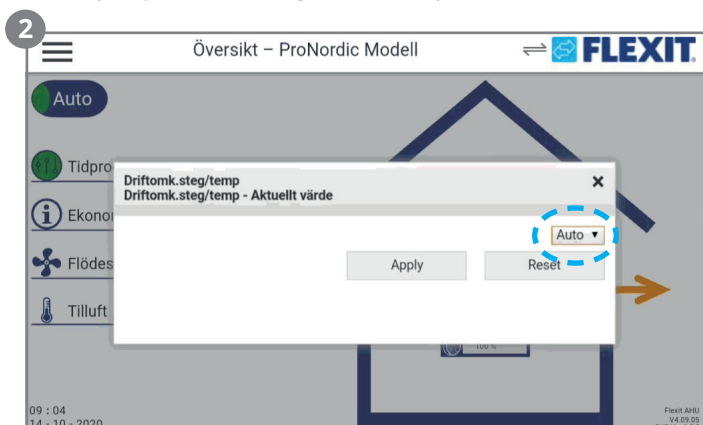 2
Översikt – ProNordic Modell
FLEXIT.
Auto
Tidpro
Driftomk.steg/temp
Driftomk.steg/temp - Aktuellt värde
×
i Ekonor
Auto ▼
Flödes
Apply
Reset
Tilluft
100 %
09 : 04
14 - 10 - 2020
Flexit AHU
V4.09.05